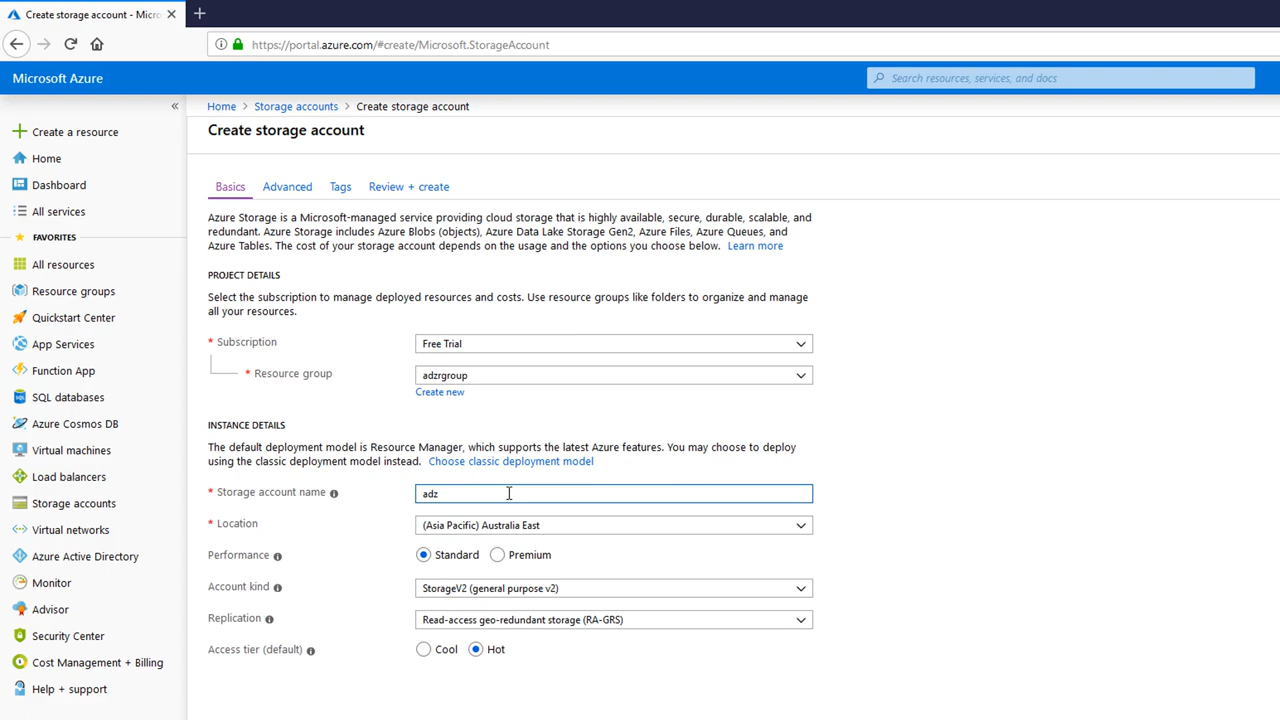 Create storage account - Micro
https://portal.azure.com/#create/Microsoft.StorageAccount
Microsoft Azure
Search resources, services, and docs
«
Create a resource
Home
Dashboard
All services
FAVORITES
All resources
Resource groups
Quickstart Center
App Services
Function App
SQL databases
Azure Cosmos DB
Virtual machines
Load balancers
Storage accounts
Virtual networks
Azure Active Directory
Monitor
Advisor
Security Center
Cost Management + Billing
Help + support
Home > Storage accounts > Create storage account
Create storage account
Basics Advanced Tags Review + create
Azure Storage is a Microsoft-managed service providing cloud storage that is highly available, secure, durable, scalable, and
redundant. Azure Storage includes Azure Blobs (objects), Azure Data Lake Storage Gen2, Azure Files, Azure Queues, and
Azure Tables. The cost of your storage account depends on the usage and the options you choose below. Learn more
PROJECT DETAILS
Select the subscription to manage deployed resources and costs. Use resource groups like folders to organize and manage
all your resources.
* Subscription Free Trial
* Resource group adzrgroup
Create new
INSTANCE DETAILS
The default deployment model is Resource Manager, which supports the latest Azure features. You may choose to deploy
using the classic deployment model instead. Choose classic deployment model
* Storage account name adz
* Location (Asia Pacific) Australia East
Performance Standard Premium
Account kind StorageV2 (general purpose v2)
Replication Read-access geo-redundant storage (RA-GRS)
Access tier (default) Cool Hot